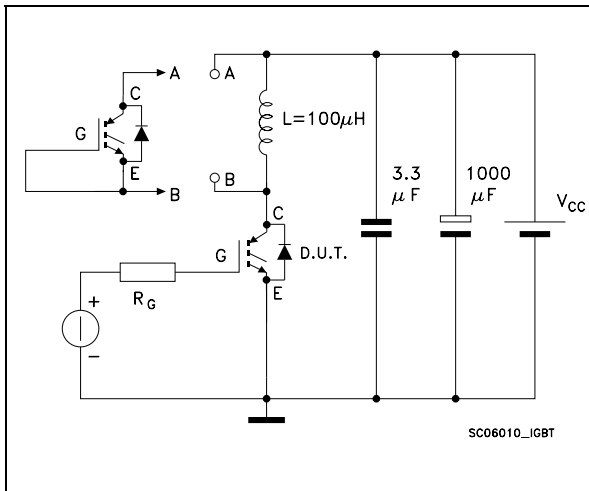 A
A
C
G
L=100μH
E
B
B
3.3
μF
1000
μF
VCC
C
G
D.U.T.
E
RG
+
-
SC06010_IGBT